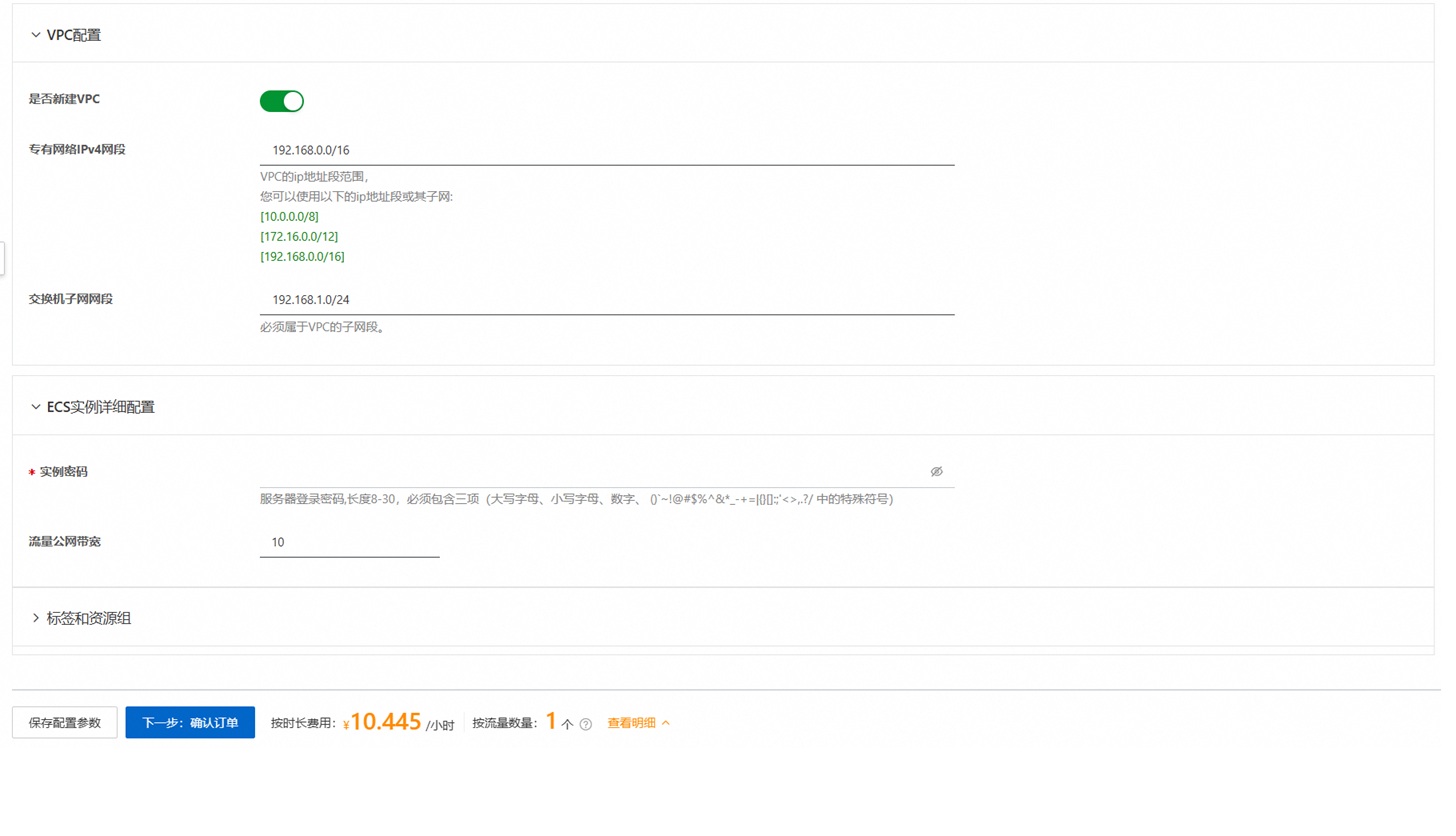 VPC配置
是否新建VPC
专有网络IPv4网段
192.168.0.0/16
VPC的ip地址段范围，
您可以使用以下的ip地址段或其子网:
[10.0.0.0/8]
[172.16.0.0/12]
[192.168.0.0/16]
交换机子网网段
192.168.1.0/24
必须属于VPC的子网段。
ECS实例详细配置
* 实例密码
服务器登录密码,长度8-30，必须包含三项（大写字母、小写字母、数字、 ()`~!@#$%^&*_-+=|{}[]:;'<>,.?/ 中的特殊符号）
流量公网带宽
10
标签和资源组
保存配置参数 下一步：确认订单 按时长费用：¥10.445 /小时 按流量数量：1 个 ? 查看明细